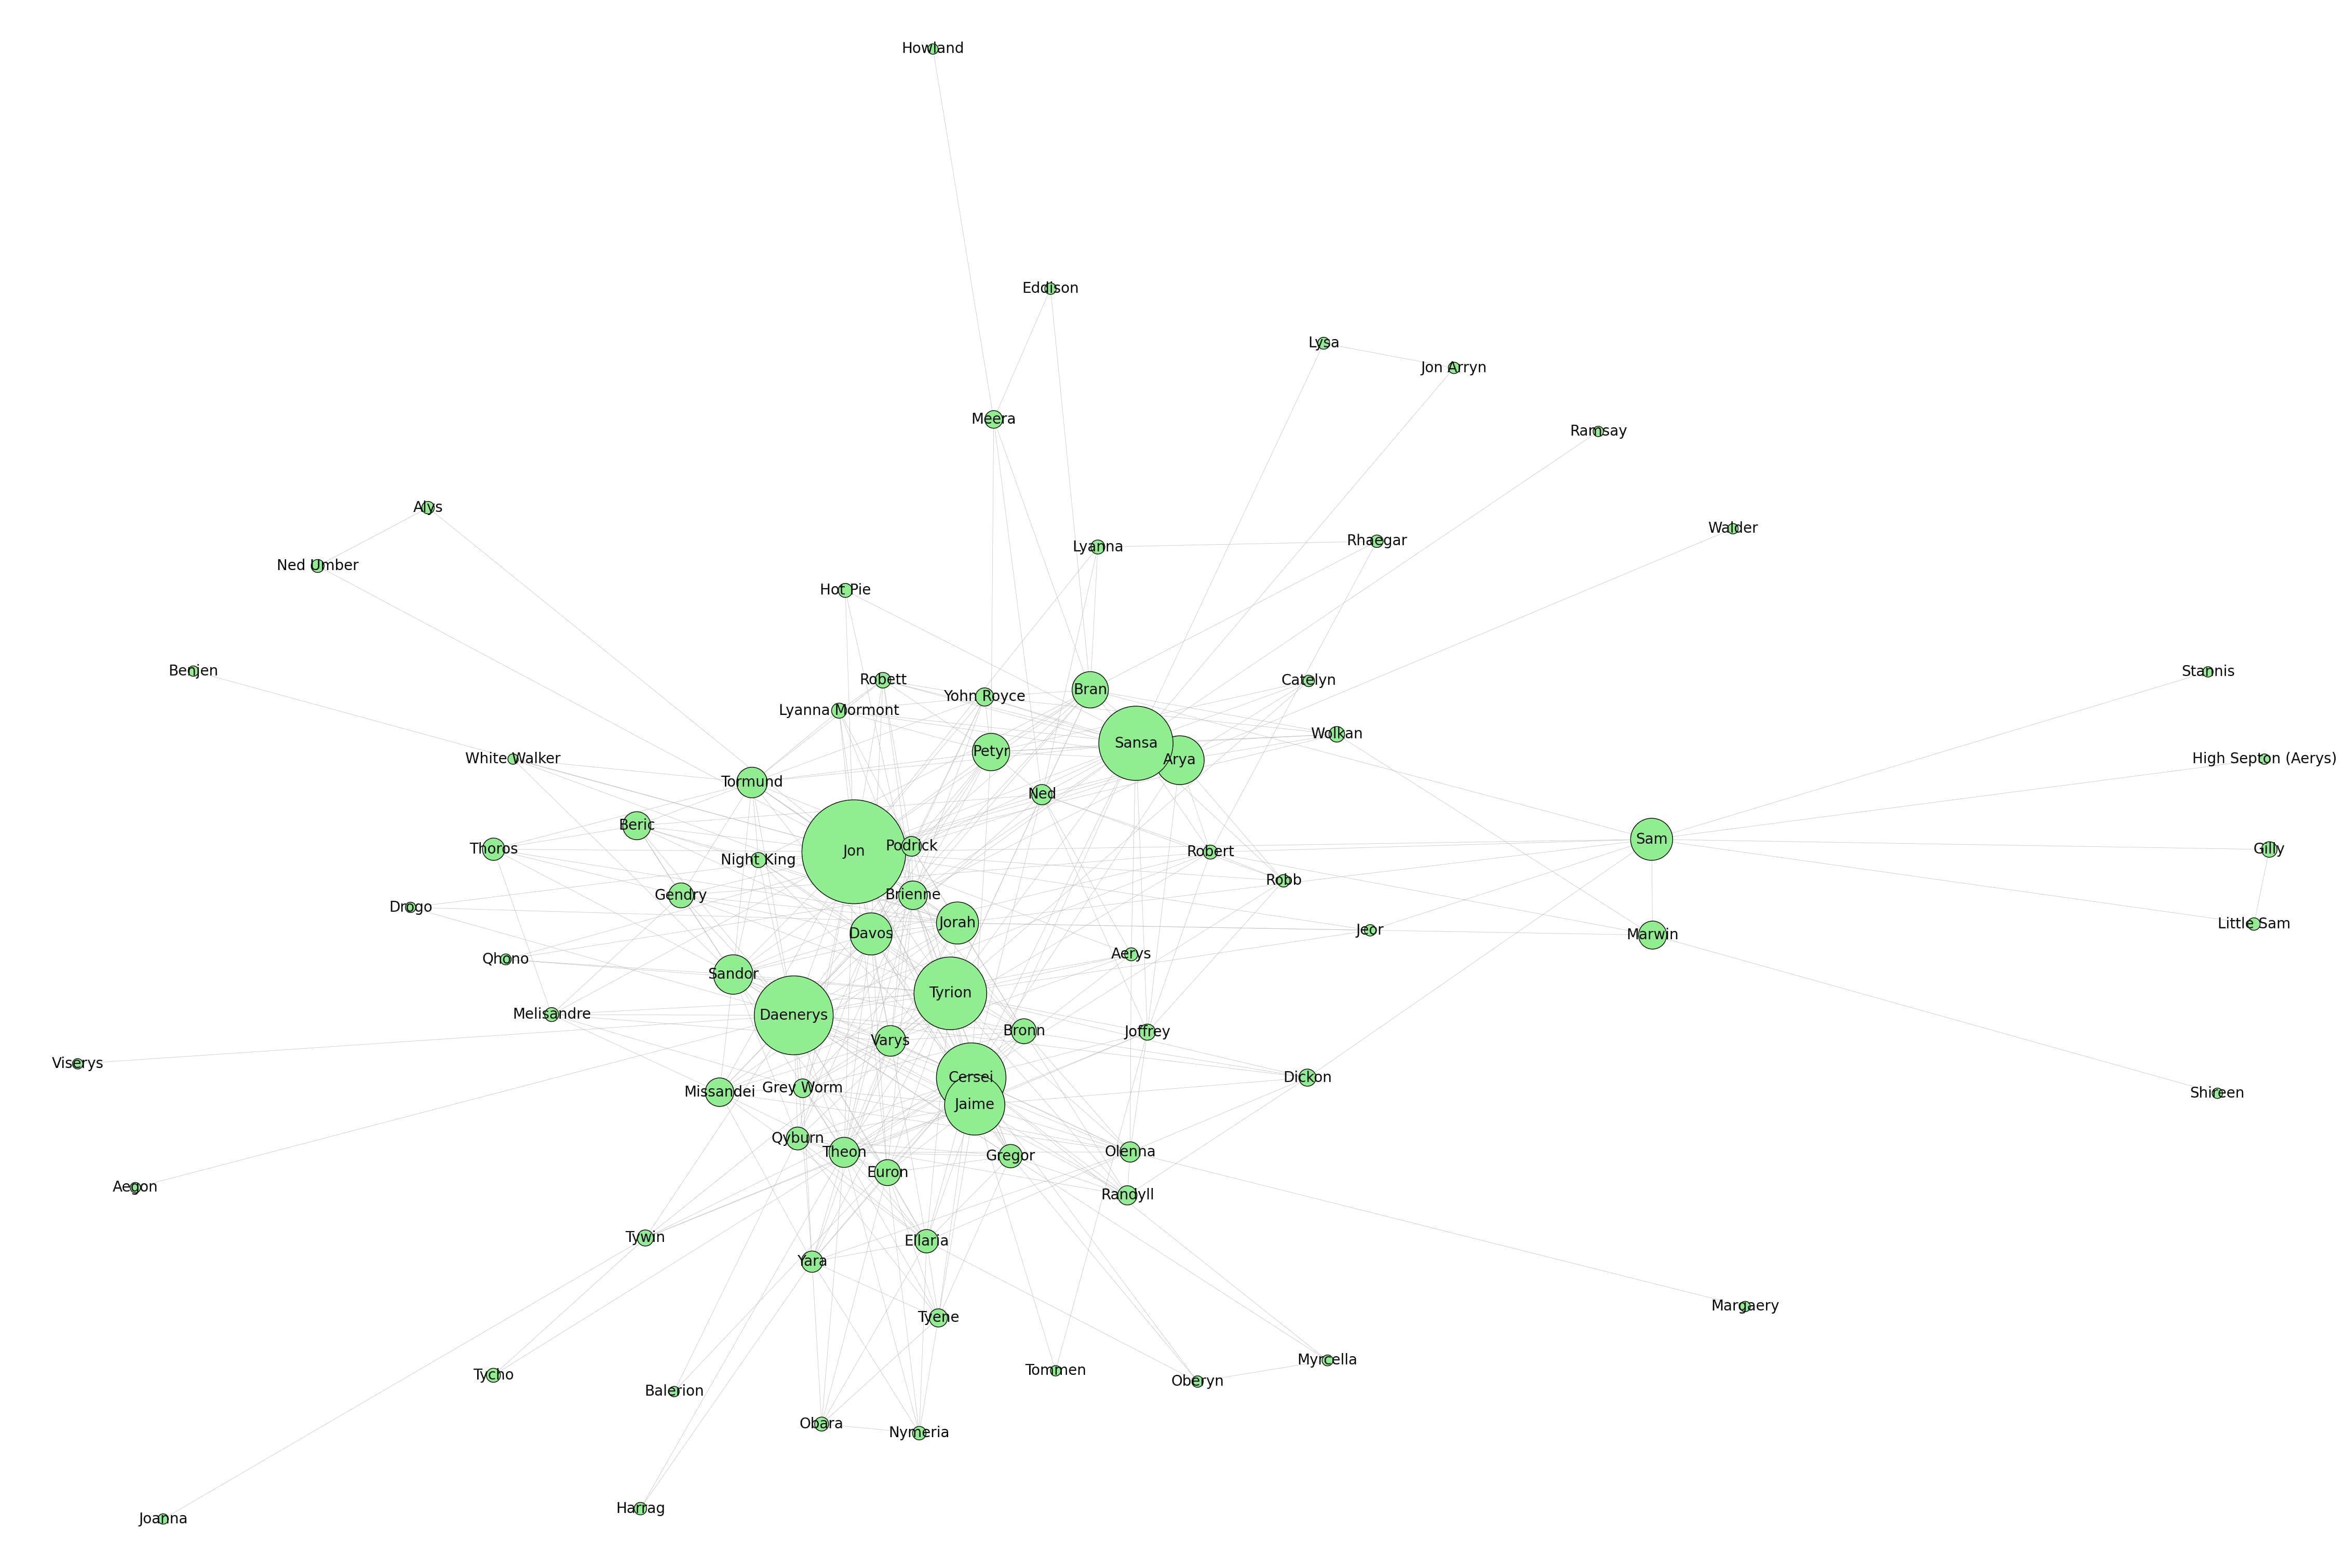 Howland
Eddison
Lysa
Jon Arryn
Meera
Ramsay
Alys
Walder
Rhaegar
Lyanna
Ned Umber
Hot Pie
Benjen
Stannis
Robett
Catelyn
Bran
Yohn Royce
Lyanna Mormont
Wolkan
Sansa
Petyr
White Walker
High Septon (Aerys)
Arya
Tormund
Ned
Beric
Sam
Podrick
Thoros
Gilly
Jon
Robert
Night King
Robb
Gendry
Brienne
Drogo
Jorah
Little Sam
Jeor
Davos
Marwin
Aerys
Qhono
Sandor
Tyrion
Melisandre
Daenerys
Bronn
Joffrey
Varys
Viserys
Cersei
Dickon
Grey Worm
Missandei
Shireen
Jaime
Qyburn
Theon
Olenna
Gregor
Euron
Aegon
Randyll
Tywin
Ellaria
Yara
Margaery
Tyene
Myrcella
Tommen
Tycho
Oberyn
Balerion
Obara
Nymeria
Harrag
Joanna